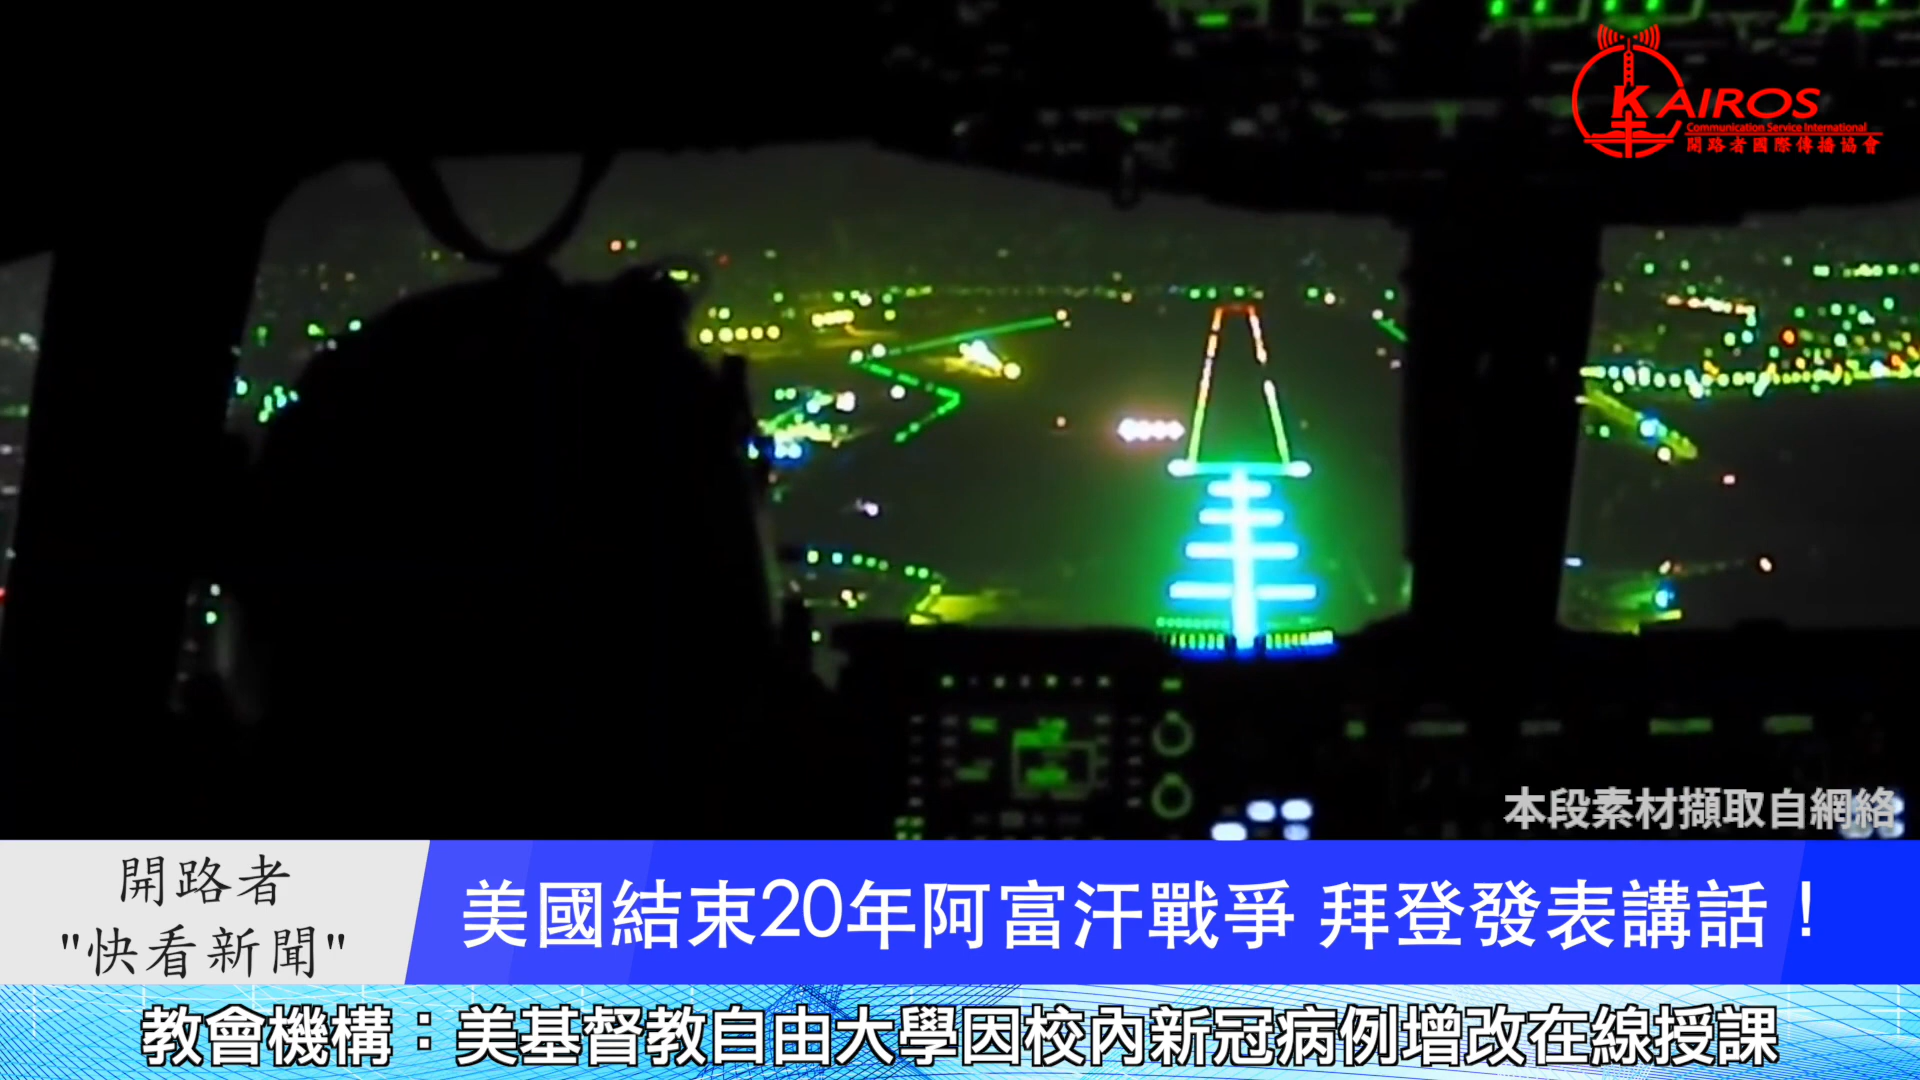 KAIROS
Communication Service International
開路者國際傳播協會
本段素材擷取自網絡
開路者
"快看新聞"
美國結束20年阿富汗戰爭 拜登發表講話！
教會機構：美基督教自由大學因校內新冠病例增改在線授課